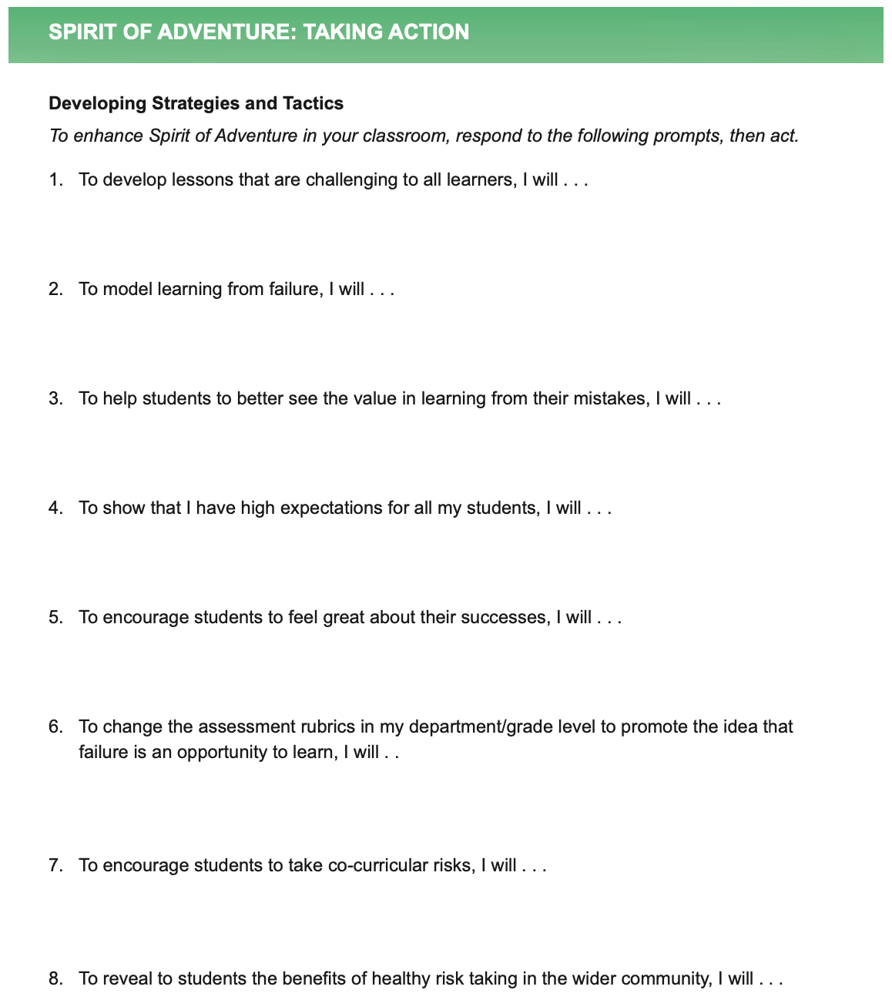 SPIRIT OF ADVENTURE: TAKING ACTION
Developing Strategies and Tactics
To enhance Spirit of Adventure in your classroom, respond to the following prompts, then act.
1. To develop lessons that are challenging to all learners, I will . . .
2. To model learning from failure, I will . . .
3. To help students to better see the value in learning from their mistakes, I will . . .
4. To show that I have high expectations for all my students, I will . . .
5. To encourage students to feel great about their successes, I will . . .
6. To change the assessment rubrics in my department/grade level to promote the idea that
failure is an opportunity to learn, I will . .
7. To encourage students to take co-curricular risks, I will . . .
8. To reveal to students the benefits of healthy risk taking in the wider community, I will . . .